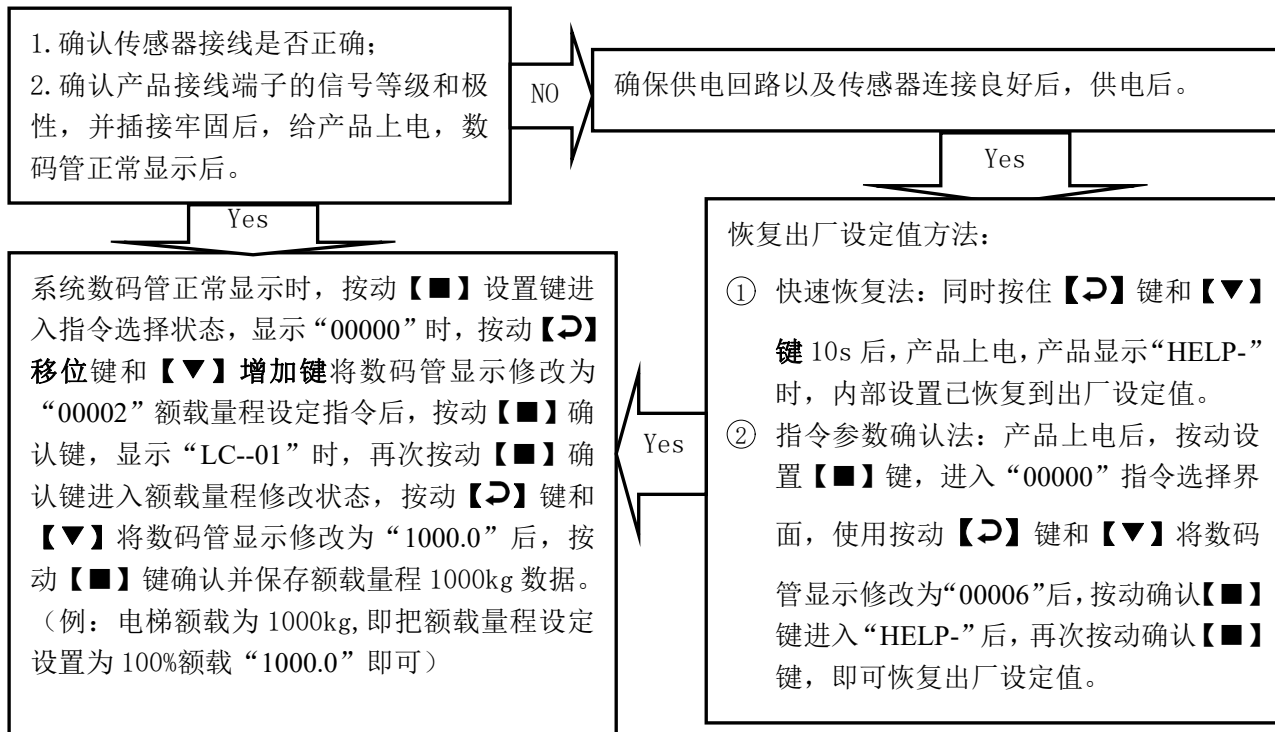 1.确认传感器接线是否正确；
2.确认产品接线端子的信号等级和极
性，并插接牢固后，给产品上电，数
码管正常显示后。
NO
确保供电回路以及传感器连接良好后，供电后。
Yes
Yes
系统数码管正常显示时，按动【■】设置键进
入指令选择状态，显示“00000”时，按动【⮌】
移位键和【▼】增加键将数码管显示修改为
“00002”额载量程设定指令后，按动【■】确
认键，显示“LC--01”时，再次按动【■】确
认键进入额载量程修改状态，按动【⮌】键和
【▼】将数码管显示修改为“1000.0”后，按
动【■】键确认并保存额载量程 1000kg 数据。
（例：电梯额载为 1000kg,即把额载量程设定
设置为 100%额载“1000.0”即可）
Yes
恢复出厂设定值方法：
① 快速恢复法：同时按住【⮌】键和【▼】
键 10s 后，产品上电，产品显示“HELP-”
时，内部设置已恢复到出厂设定值。
② 指令参数确认法：产品上电后，按动设
置【■】键，进入“00000”指令选择界
面，使用按动【⮌】键和【▼】将数码
管显示修改为“00006”后，按动确认【■】
键进入“HELP-”后，再次按动确认【■】
键，即可恢复出厂设定值。